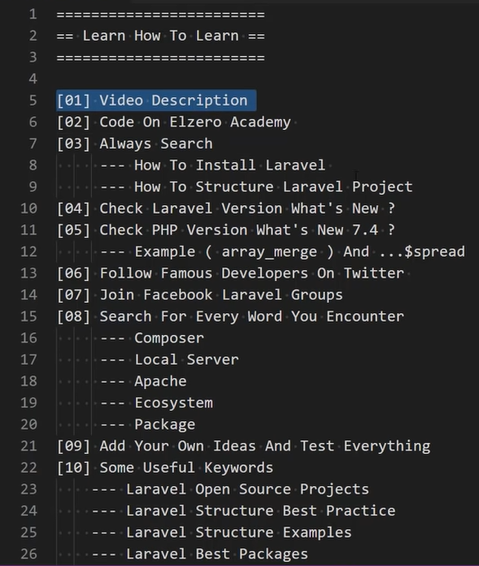 1 ========================
2 == Learn How To Learn ==
3 ========================
4
5 [01] Video Description
6 [02] Code On Elzero Academy
7 [03] Always Search
8 --- How To Install Laravel
9 --- How To Structure Laravel Project
10 [04] Check Laravel Version What's New ?
11 [05] Check PHP Version What's New 7.4 ?
12 --- Example ( array_merge ) And ...$spread
13 [06] Follow Famous Developers On Twitter
14 [07] Join Facebook Laravel Groups
15 [08] Search For Every Word You Encounter
16 --- Composer
17 --- Local Server
18 --- Apache
19 --- Ecosystem
20 --- Package
21 [09] Add Your Own Ideas And Test Everything
22 [10] Some Useful Keywords
23 --- Laravel Open Source Projects
24 --- Laravel Structure Best Practice
25 --- Laravel Structure Examples
26 --- Laravel Best Packages